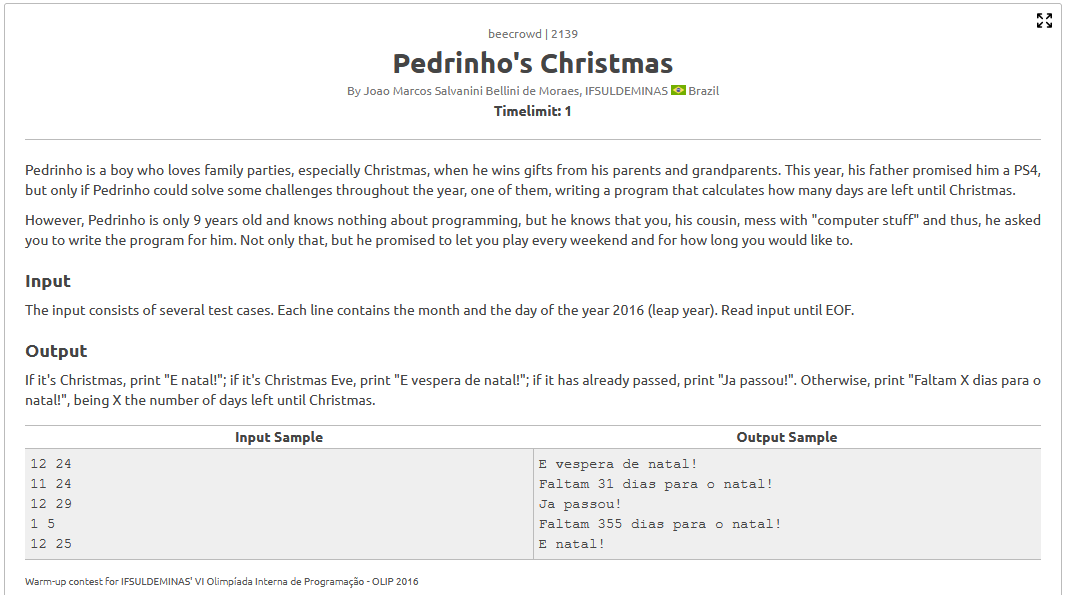 beecrowd | 2139
Pedrinho's Christmas
By Joao Marcos Salvanini Bellini de Moraes, IFSULDEMINAS Brazil
Timelimit: 1
Pedrinho is a boy who loves family parties, especially Christmas, when he wins gifts from his parents and grandparents. This year, his father promised him a PS4,
but only if Pedrinho could solve some challenges throughout the year, one of them, writing a program that calculates how many days are left until Christmas.
However, Pedrinho is only 9 years old and knows nothing about programming, but he knows that you, his cousin, mess with "computer stuff" and thus, he asked
you to write the program for him. Not only that, but he promised to let you play every weekend and for how long you would like to.
Input
The input consists of several test cases. Each line contains the month and the day of the year 2016 (leap year). Read input until EOF.
Output
If it's Christmas, print "E natal!"; if it's Christmas Eve, print "E vespera de natal!"; if it has already passed, print "Ja passou!". Otherwise, print "Faltam X dias para o
natal!", being X the number of days left until Christmas.
Input Sample Output Sample
12 24 E vespera de natal!
11 24 Faltam 31 dias para o natal!
12 29 Ja passou!
1 5 Faltam 355 dias para o natal!
12 25 E natal!
Warm-up contest for IFSULDEMINAS' VI Olimpíada Interna de Programação - OLIP 2016